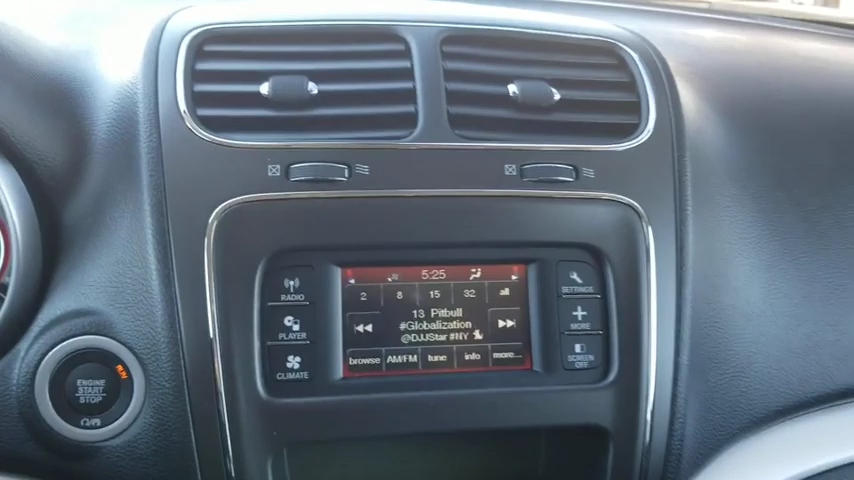 5:25
RADIO
2 8 15 32 all
SETTINGS
13 Pitbull
#Globalization
@DJJStar #NY
PLAYER
MORE
browse AM/FM tune info more...
CLIMATE
SCREEN
OFF
ENGINE
START
STOP
RUN